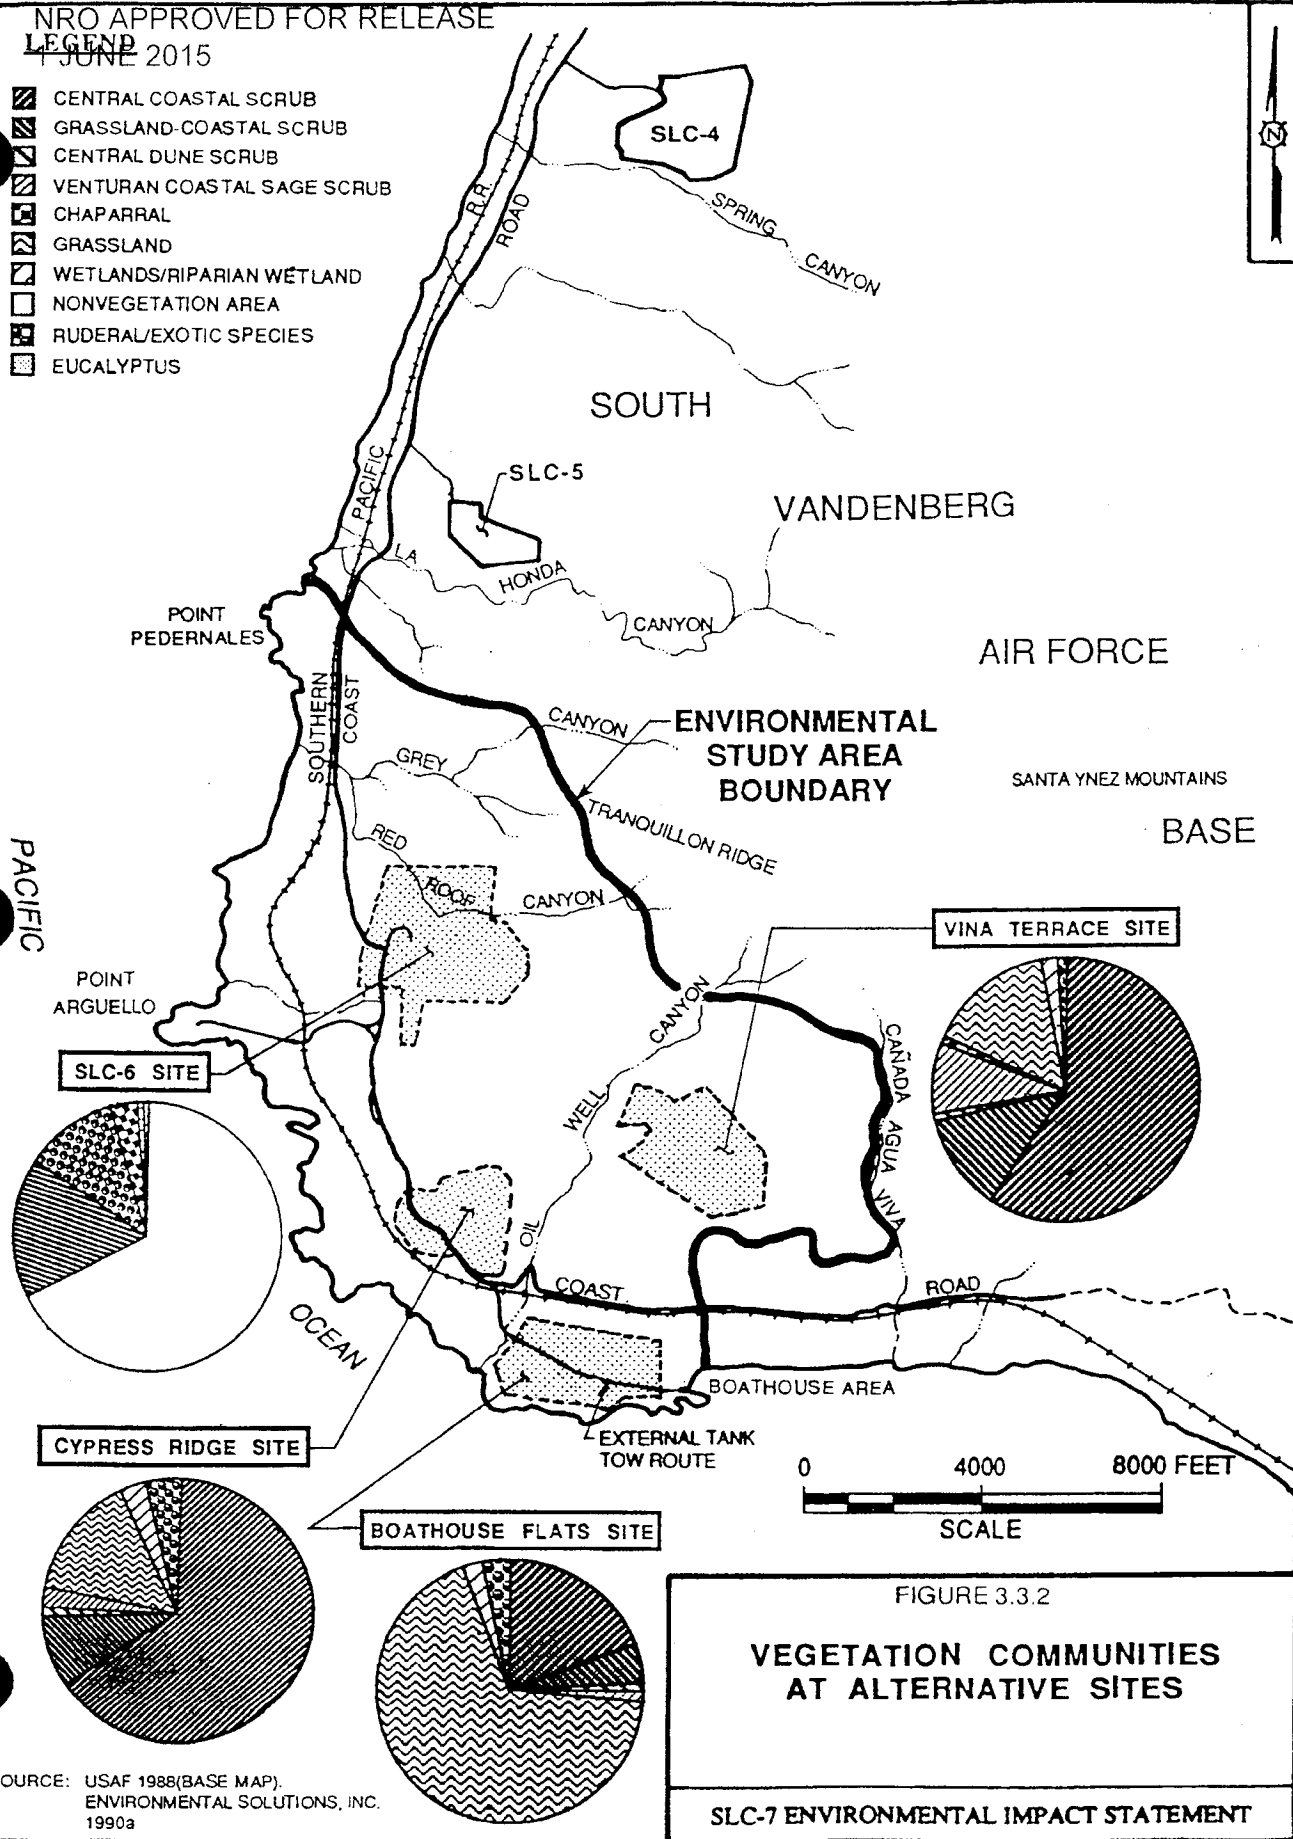 NRO APPROVED FOR RELEASE
LEGEND
1 JUNE 2015
CENTRAL COASTAL SCRUB
GRASSLAND-COASTAL SCRUB
CENTRAL DUNE SCRUB
VENTURAN COASTAL SAGE SCRUB
CHAPARRAL
GRASSLAND
WETLANDS/RIPARIAN WETLAND
NONVEGETATION AREA
RUDERAL/EXOTIC SPECIES
EUCALYPTUS
N
SLC-4
R.R.
ROAD
SPRING
CANYON
SOUTH
SLC-5
PACIFIC
VANDENBERG
LA
HONDA
CANYON
POINT
PEDERNALES
AIR FORCE
SOUTHERN
COAST
CANYON
ENVIRONMENTAL
STUDY AREA
BOUNDARY
GREY
SANTA YNEZ MOUNTAINS
TRANQUILLON RIDGE
BASE
RED
ROOF
CANYON
PACIFIC
VINA TERRACE SITE
POINT
ARGUELLO
CANYON
CAÑADA
AGUA
VIVA
SLC-6 SITE
WELL
OIL
COAST
ROAD
OCEAN
BOATHOUSE AREA
CYPRESS RIDGE SITE
EXTERNAL TANK
TOW ROUTE
0 4000 8000 FEET
SCALE
BOATHOUSE FLATS SITE
FIGURE 3.3.2
VEGETATION COMMUNITIES
AT ALTERNATIVE SITES
OURCE: USAF 1988(BASE MAP).
ENVIRONMENTAL SOLUTIONS, INC.
1990a
SLC-7 ENVIRONMENTAL IMPACT STATEMENT